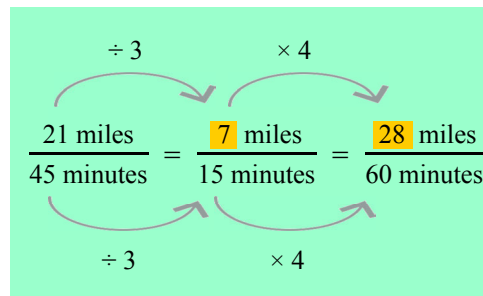 ÷ 3 × 4
21 miles = 7 miles = 28 miles
45 minutes 15 minutes 60 minutes
÷ 3 × 4